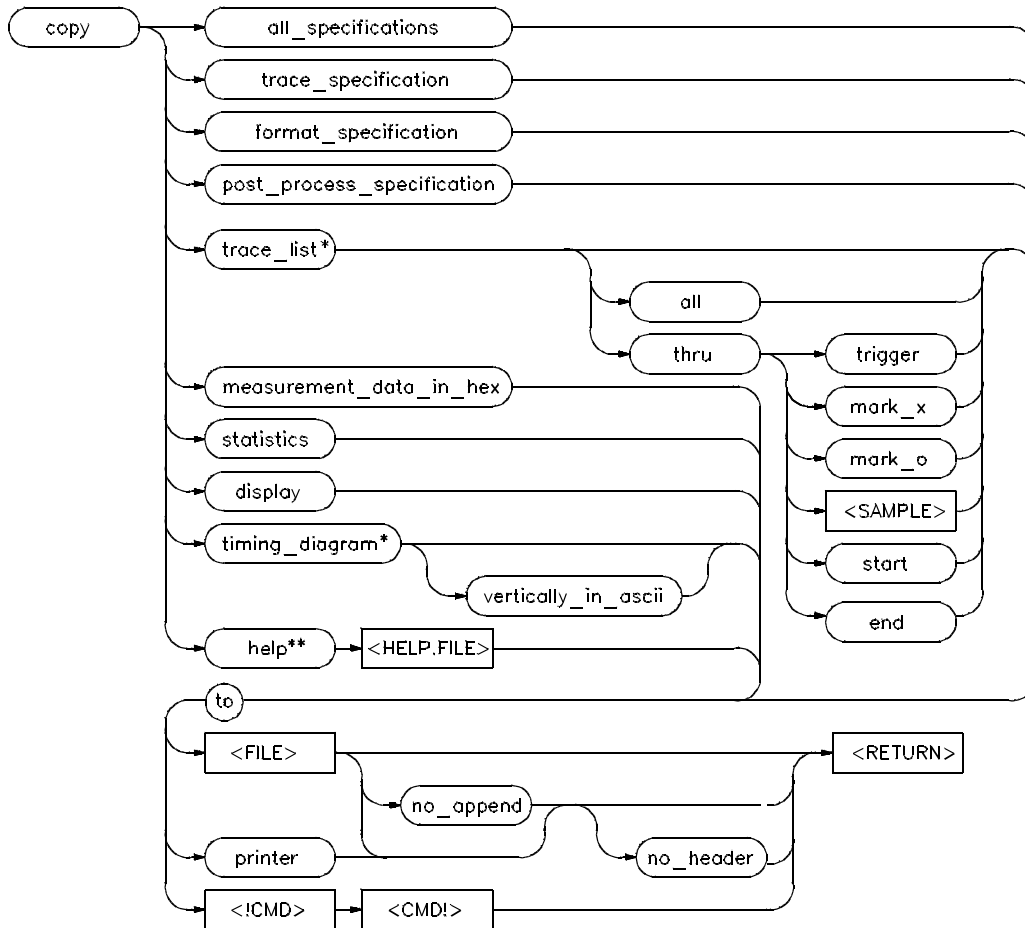 copy
all_specifications
trace_specification
format_specification
post_process_specification
trace_list*
all
thru
trigger
measurement_data_in_hex
mark_x
statistics
mark_o
display
<SAMPLE>
timing_diagram*
start
vertically_in_ascii
end
help**
<HELP.FILE>
to
<FILE>
<RETURN>
no_append
printer
no_header
<!CMD>
<CMD!>